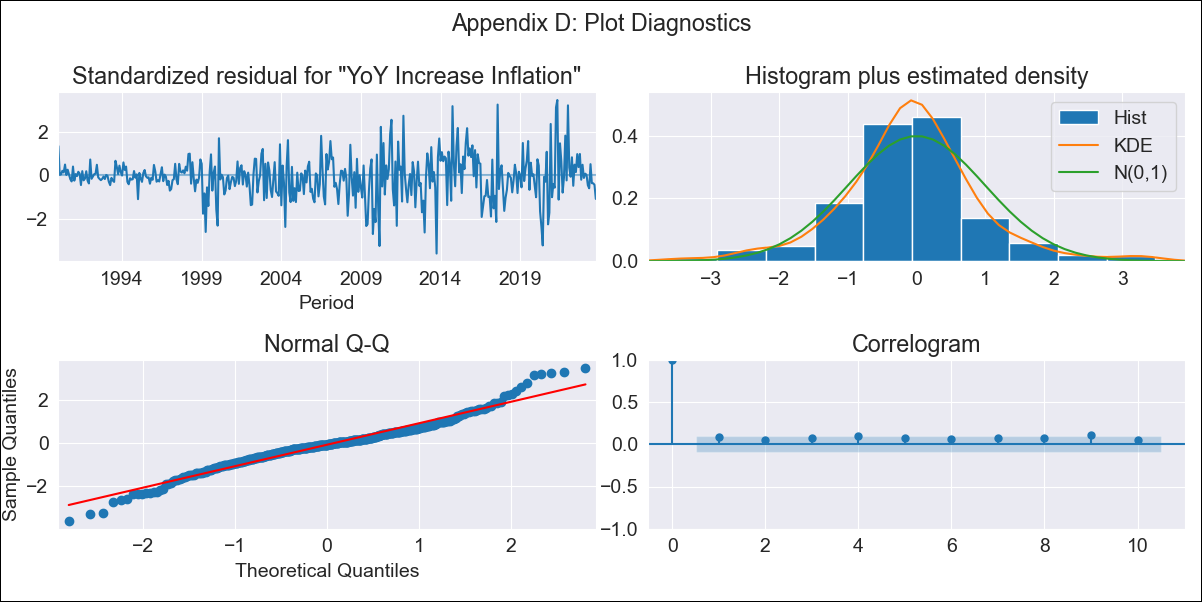 Appendix D: Plot Diagnostics
Standardized residual for "YoY Increase Inflation"
2
0
−2
1994 1999 2004 2009 2014 2019
Period
Histogram plus estimated density
0.4
0.2
0.0
−3 −2 −1 0 1 2 3
Hist
KDE
N(0,1)
Normal Q-Q
Sample Quantiles
2
0
−2
−2 −1 0 1 2
Theoretical Quantiles
Correlogram
1.0
0.5
0.0
−0.5
−1.0
0 2 4 6 8 10